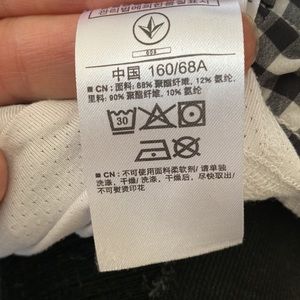 中国 160/68A
■ CN: 面料: 88% 聚酯纤维, 12% 氨纶
里料: 90% 聚酯纤维, 10% 氨纶
30
■ CN: 不可使用面料柔软剂/ 请单独
洗涤、干燥/ 洗涤、干燥后, 尽快取出/
不可熨烫印花